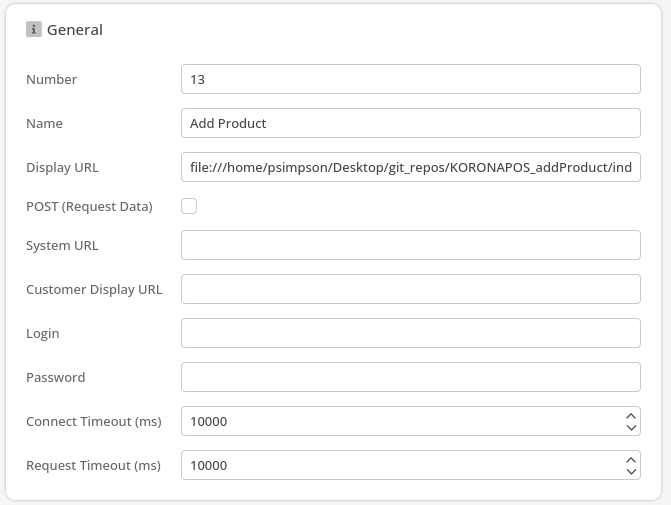 General
Number 13
Name Add Product
Display URL file:///home/psimpson/Desktop/git_repos/KORONAPOS_addProduct/ind
POST (Request Data)
System URL
Customer Display URL
Login
Password
Connect Timeout (ms) 10000
Request Timeout (ms) 10000